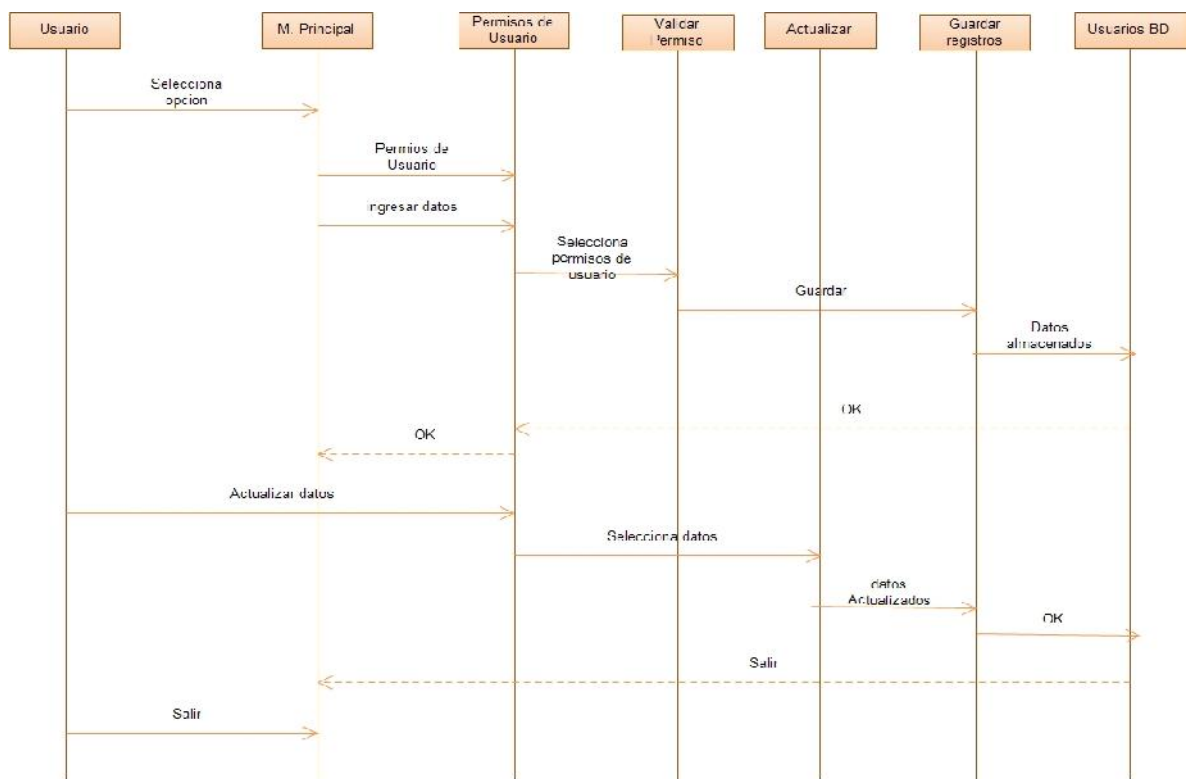 Usuario
M. Principal
Permisos de
Usuario
Validar
Permiso
Actualizar
Guardar
registros
Usuarios BD
Selecciona
opcion
Permios de
Usuario
ingresar datos
Selecciona
permisos de
usuario
Guardar
Datos
almacenados
OK
OK
Actualizar datos
Selecciona datos
datos
Actualizados
OK
Salir
Salir